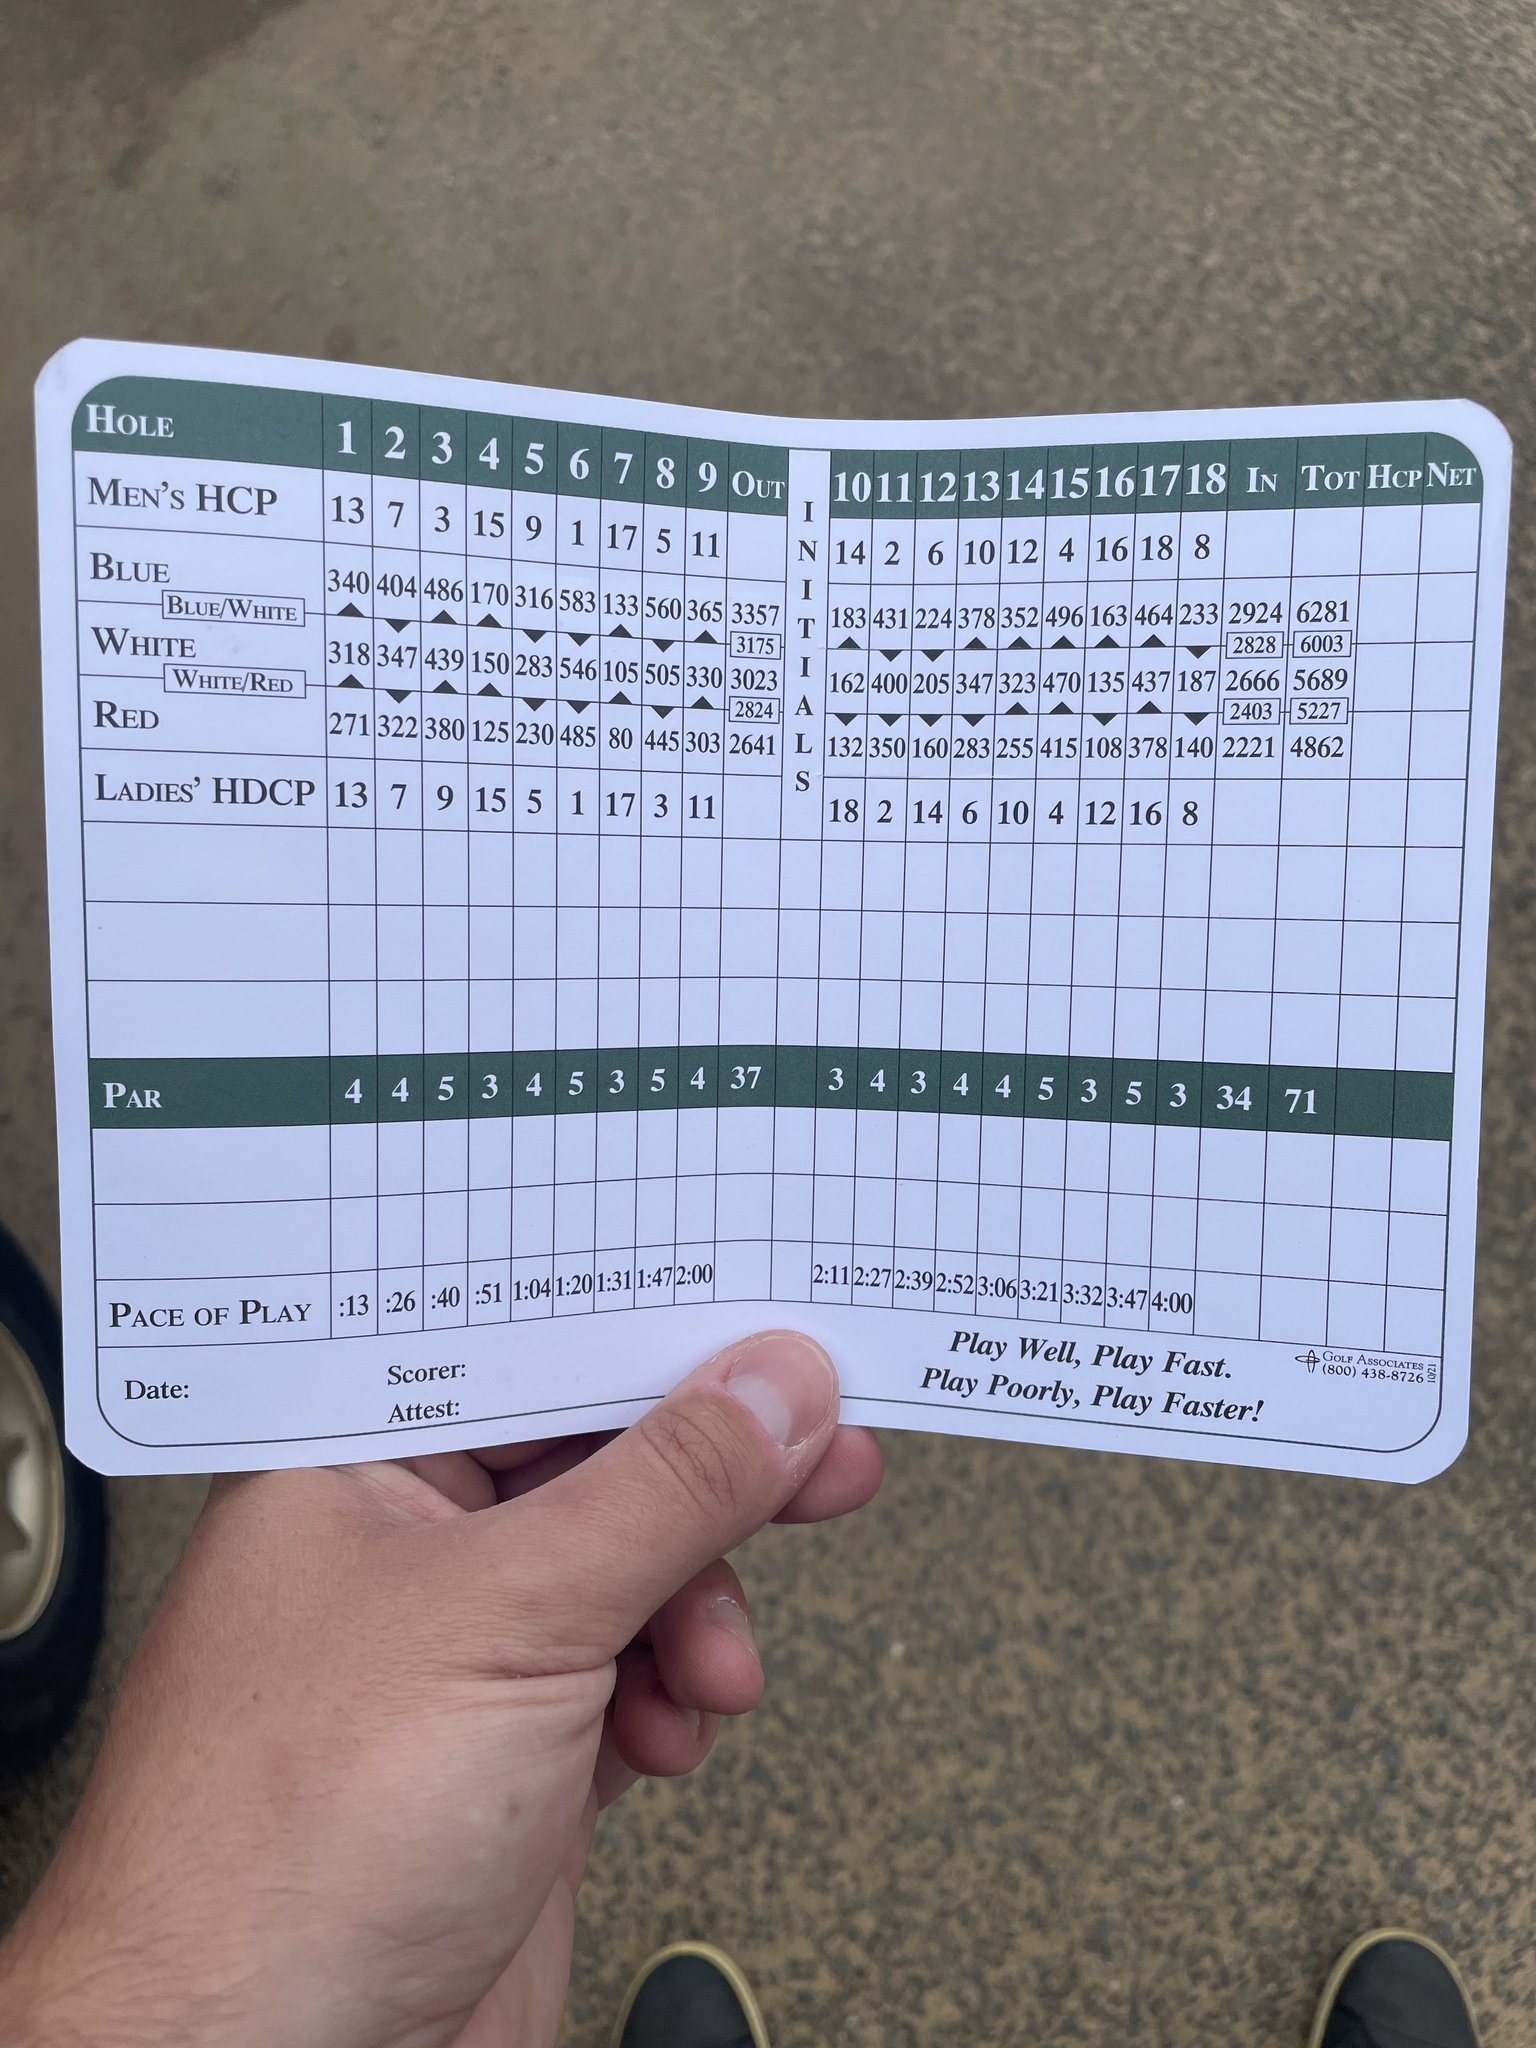 HOLE 1 2 3 4 5 6 7 8 9 OUT INITIALS 10 11 12 13 14 15 16 17 18 IN TOT HCP NET
MEN'S HCP 13 7 3 15 9 1 17 5 11 14 2 6 10 12 4 16 18 8
BLUE 340 404 486 170 316 583 133 560 365 3357 183 431 224 378 352 496 163 464 233 2924 6281
BLUE/WHITE 3175 2828 6003
WHITE 318 347 439 150 283 546 105 505 330 3023 162 400 205 347 323 470 135 437 187 2666 5689
WHITE/RED 2824 2403 5227
RED 271 322 380 125 230 485 80 445 303 2641 132 350 160 283 255 415 108 378 140 2221 4862
LADIES' HDCP 13 7 9 15 5 1 17 3 11 18 2 14 6 10 4 12 16 8
PAR 4 4 5 3 4 5 3 5 4 37 3 4 3 4 4 5 3 5 3 34 71
PACE OF PLAY :13 :26 :40 :51 1:04 1:20 1:31 1:47 2:00 2:11 2:27 2:39 2:52 3:06 3:21 3:32 3:47 4:00
Date:
Scorer:
Attest:
Play Well, Play Fast.
Play Poorly, Play Faster!
GOLF ASSOCIATES
(800) 438-8726
10/21